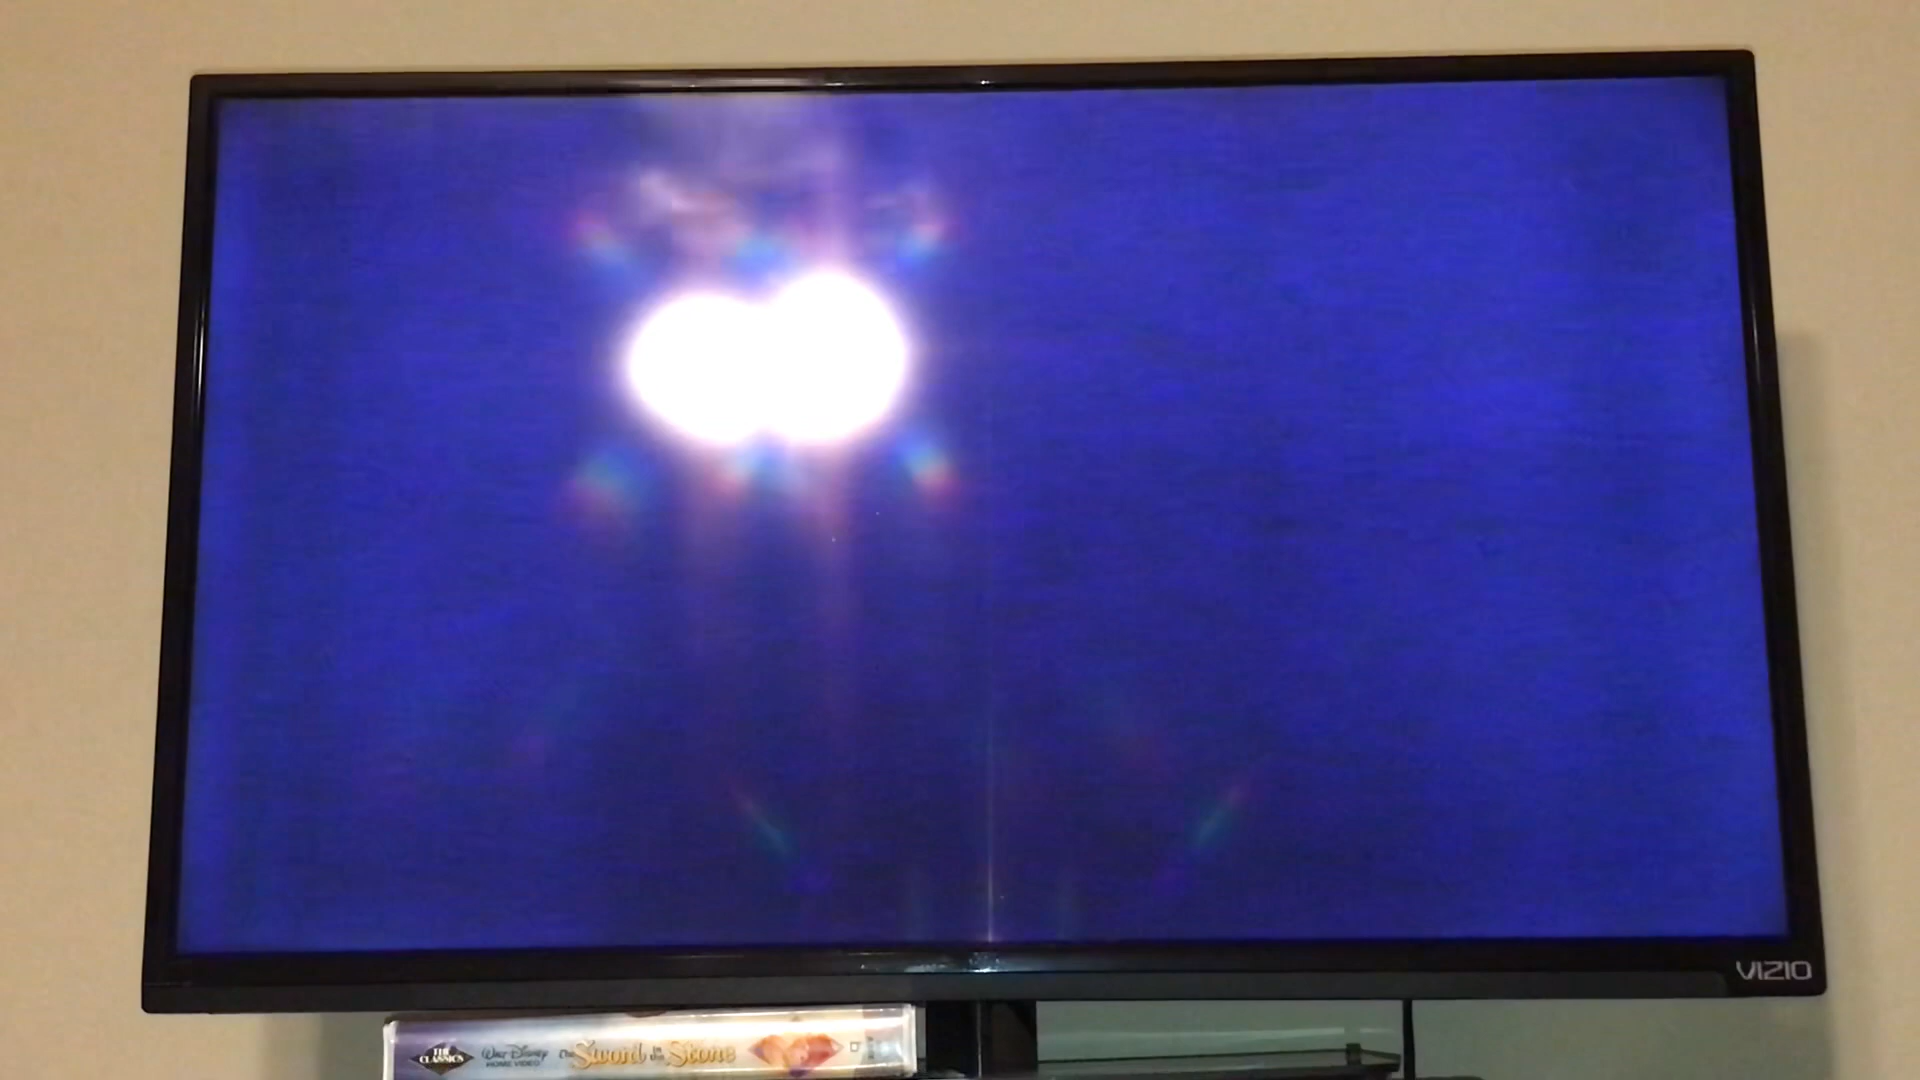 VIZIO
THE CLASSICS
Walt Disney
HOME VIDEO
The Sword in the Stone